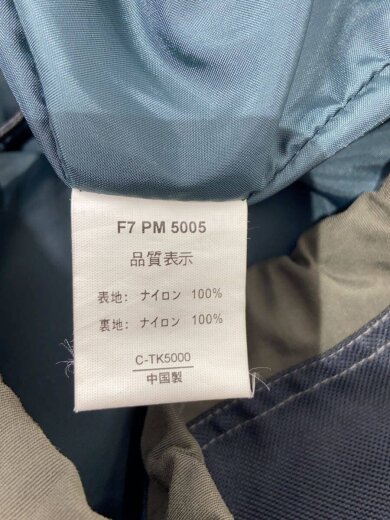 F7 PM 5005
品質表示
表地: ナイロン 100%
裏地: ナイロン 100%
C-TK5000
中国製